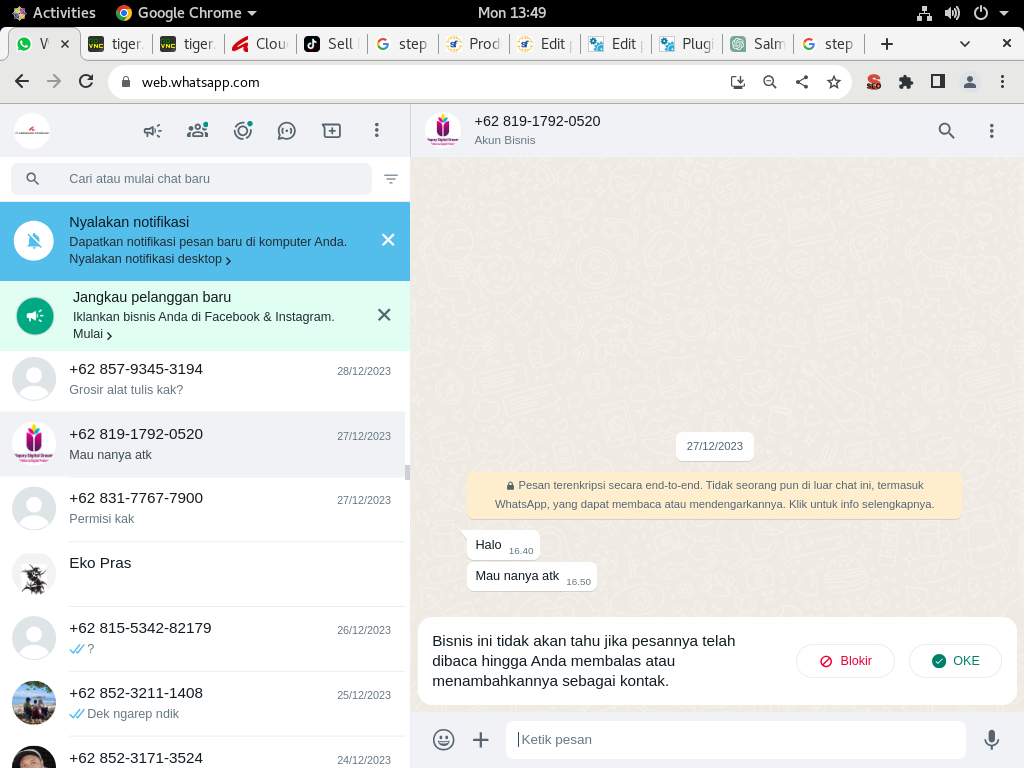 Activities
Google Chrome
Mon 13:49
W
tiger
tiger
Clou
Sell
step
Prod
Edit
Edit
Plugi
Salm
step
web.whatsapp.com
SEO
Cari atau mulai chat baru
Nyalakan notifikasi
Dapatkan notifikasi pesan baru di komputer Anda.
Nyalakan notifikasi desktop
Jangkau pelanggan baru
Iklankan bisnis Anda di Facebook & Instagram.
Mulai
+62 857-9345-3194
28/12/2023
Grosir alat tulis kak?
+62 819-1792-0520
27/12/2023
Mau nanya atk
+62 831-7767-7900
27/12/2023
Permisi kak
Eko Pras
+62 815-5342-82179
26/12/2023
?
+62 852-3211-1408
25/12/2023
Dek ngarep ndik
+62 852-3171-3524
24/12/2023
+62 819-1792-0520
Akun Bisnis
27/12/2023
Pesan terenkripsi secara end-to-end. Tidak seorang pun di luar chat ini, termasuk
WhatsApp, yang dapat membaca atau mendengarkannya. Klik untuk info selengkapnya.
Halo 16.40
Mau nanya atk 16.50
Bisnis ini tidak akan tahu jika pesannya telah
dibaca hingga Anda membalas atau
menambahkannya sebagai kontak.
Blokir
OKE
Ketik pesan